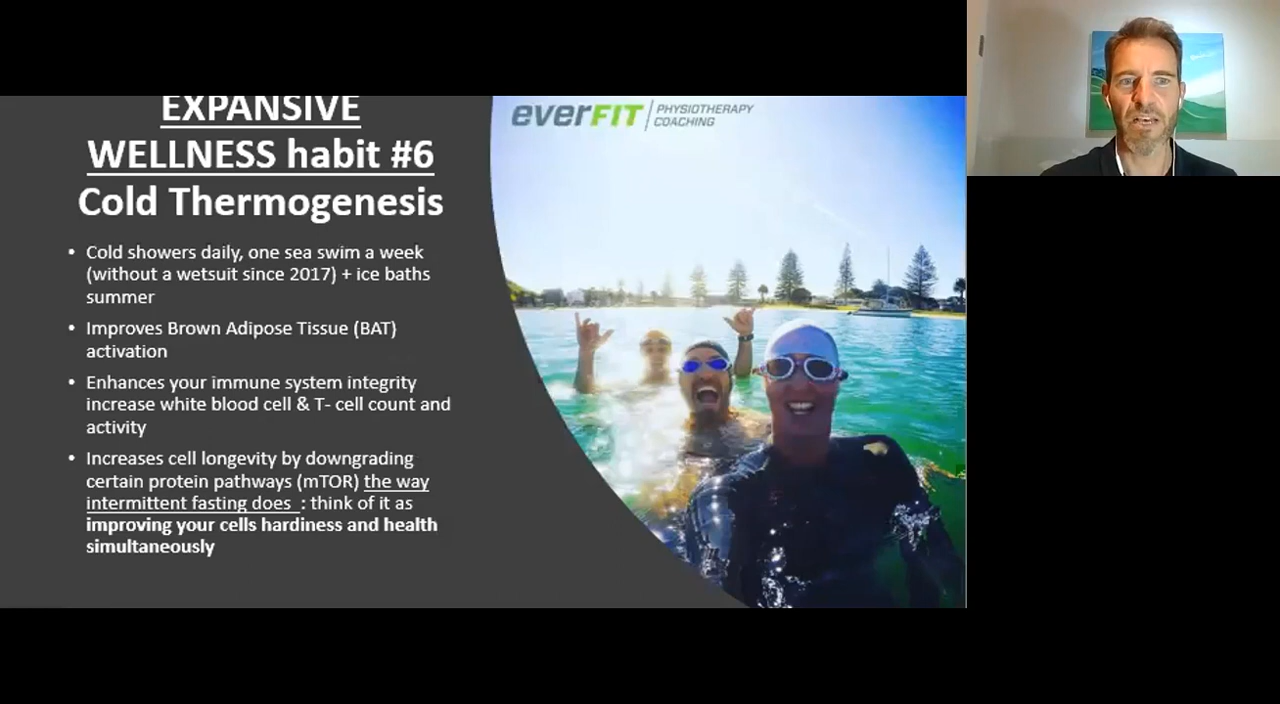 EXPANSIVE
WELLNESS habit #6
Cold Thermogenesis
• Cold showers daily, one sea swim a week
(without a wetsuit since 2017) + ice baths
summer
• Improves Brown Adipose Tissue (BAT)
activation
• Enhances your immune system integrity
increase white blood cell & T- cell count and
activity
• Increases cell longevity by downgrading
certain protein pathways (mTOR) the way
intermittent fasting does : think of it as
improving your cells hardiness and health
simultaneously
everFIT PHYSIOTHERAPY
COACHING